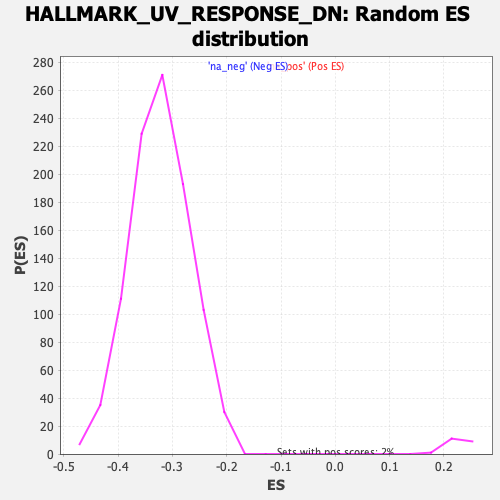 HALLMARK_UV_RESPONSE_DN: Random ES
distribution
'na_neg' (Neg ES)
pos' (Pos ES)
280
260
240
220
200
180
160
140
120
100
80
60
40
20
0
P(ES)
Sets with pos scores: 2%
-0.5 -0.4 -0.3 -0.2 -0.1 0.0 0.1 0.2
ES